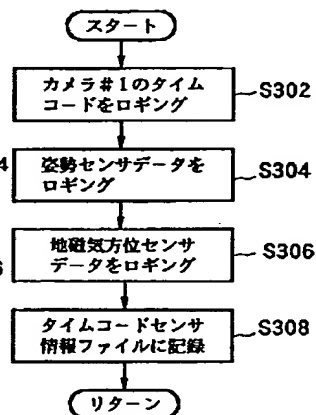 スタート
カメラ#1のタイム
コードをロギング
S302
姿勢センサデータを
ロギング
S304
地磁気方位センサ
データをロギング
S306
タイムコードセンサ
情報ファイルに記録
S308
リターン